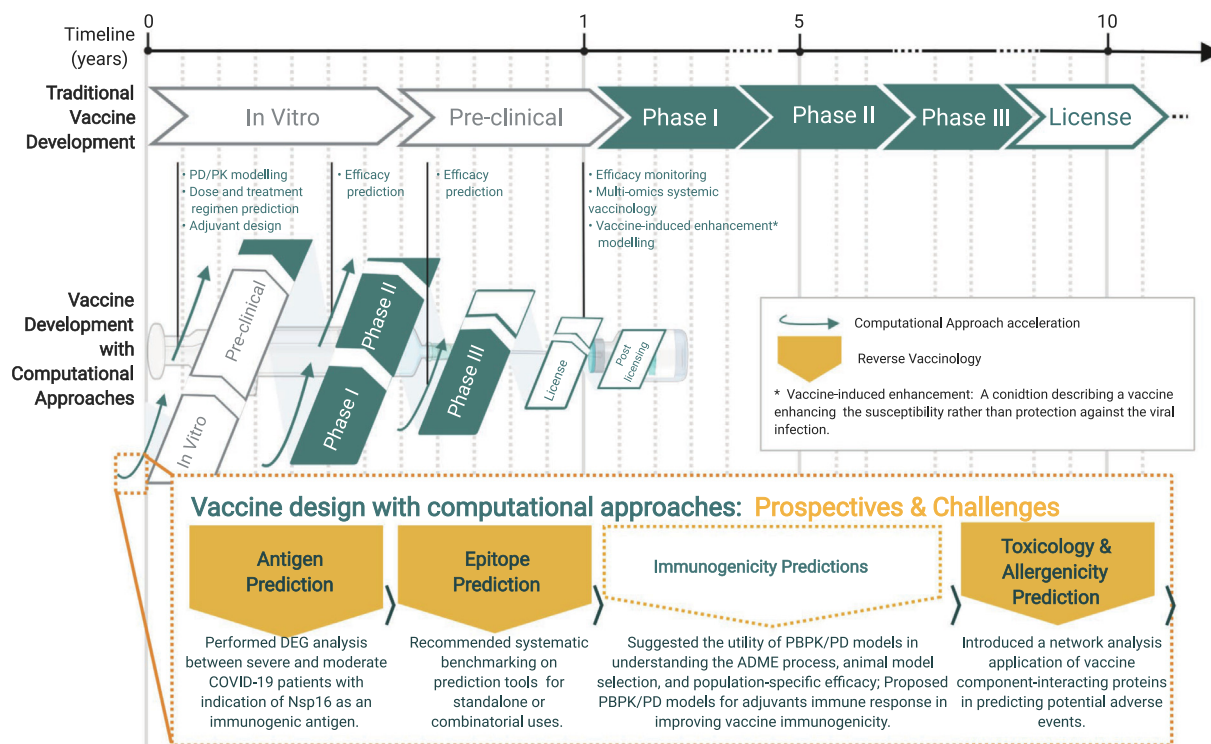 0 1 5 10
Timeline
(years)
Traditional
Vaccine
Development
In Vitro
Pre-clinical
Phase I
Phase II
Phase III
License
• PD/PK modelling
• Dose and treatment
regimen prediction
• Adjuvant design
• Efficacy
prediction
• Efficacy
prediction
• Efficacy monitoring
• Multi-omics systemic
vaccinology
• Vaccine-induced enhancement*
modelling
Vaccine
Development
with
Computational
Approaches
In Vitro
Pre-clinical
Phase I
Phase II
Phase III
License
Post
licensing
Computational Approach acceleration
Reverse Vaccinology
* Vaccine-induced enhancement: A conidtion describing a vaccine
enhancing the susceptibility rather than protection against the viral
infection.
Vaccine design with computational approaches: Prospectives & Challenges
Antigen
Prediction
Performed DEG analysis
between severe and moderate
COVID-19 patients with
indication of Nsp16 as an
immunogenic antigen.
Epitope
Prediction
Recommended systematic
benchmarking on
prediction tools for
standalone or
combinatorial uses.
Immunogenicity Predictions
Suggested the utility of PBPK/PD models in
understanding the ADME process, animal model
selection, and population-specific efficacy; Proposed
PBPK/PD models for adjuvants immune response in
improving vaccine immunogenicity.
Toxicology &
Allergenicity
Prediction
Introduced a network analysis
application of vaccine
component-interacting proteins
in predicting potential adverse
events.